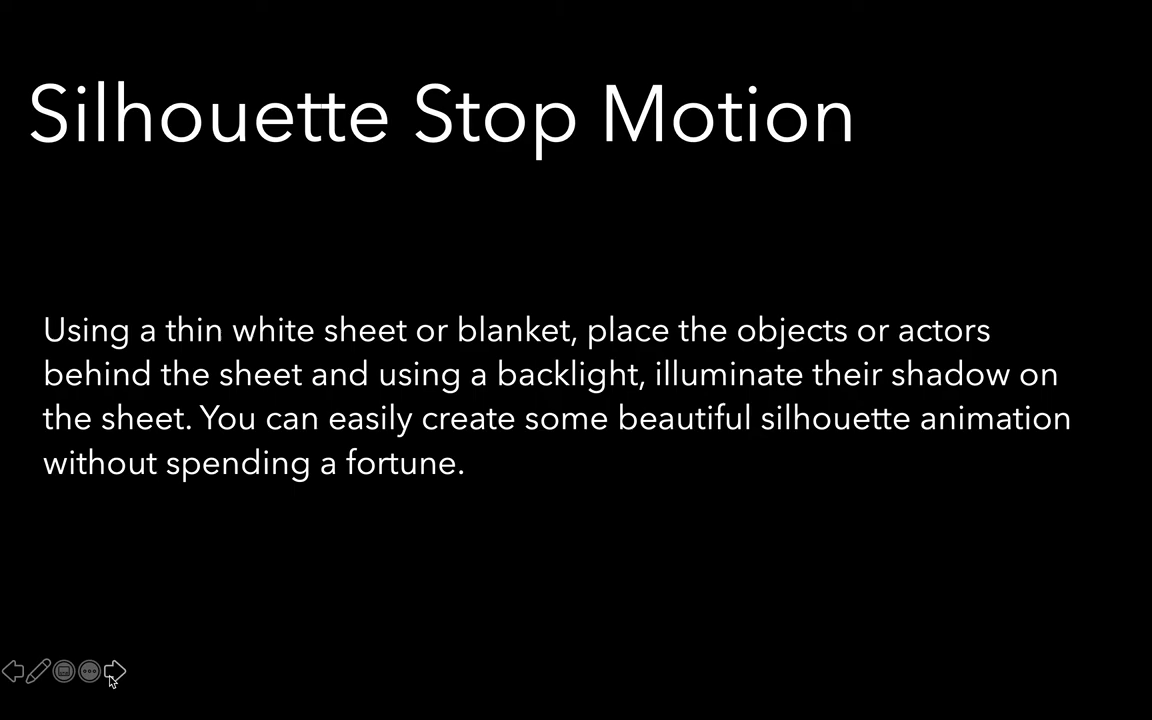 Silhouette Stop Motion
Using a thin white sheet or blanket, place the objects or actors
behind the sheet and using a backlight, illuminate their shadow on
the sheet. You can easily create some beautiful silhouette animation
without spending a fortune.